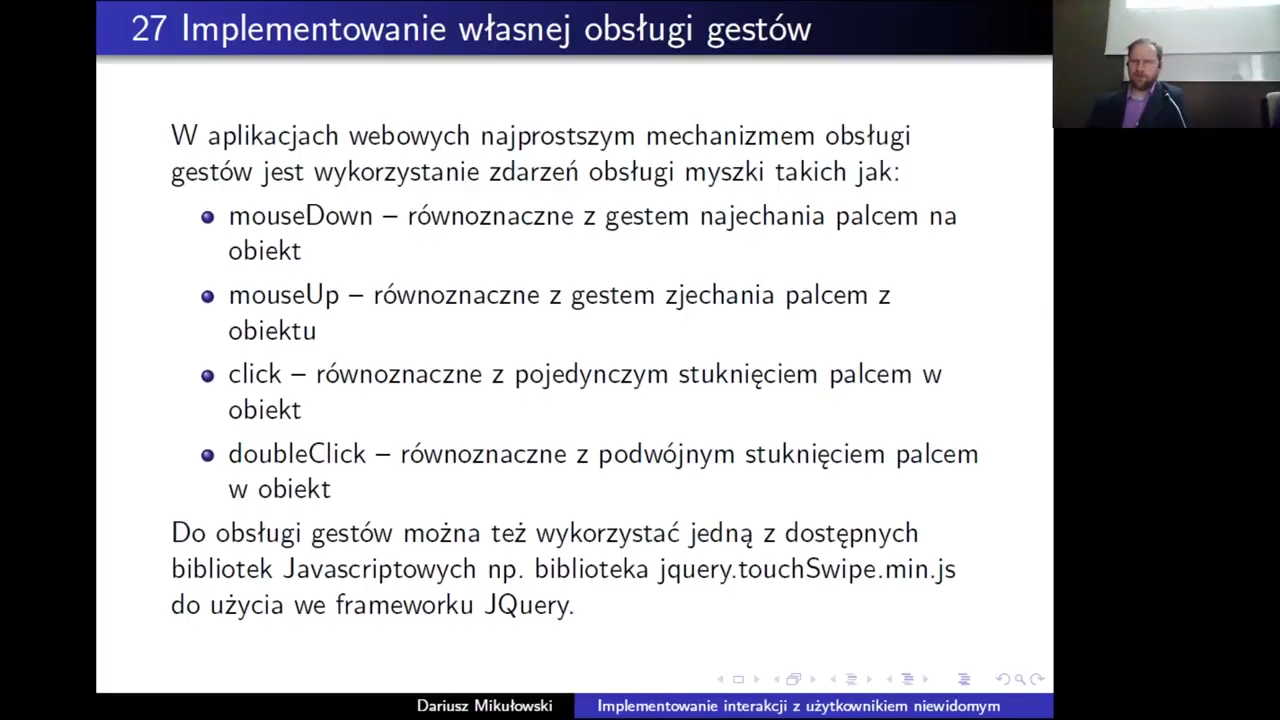 27 Implementowanie własnej obsługi gestów
W aplikacjach webowych najprostszym mechanizmem obsługi
gestów jest wykorzystanie zdarzeń obsługi myszki takich jak:
mouseDown – równoznaczne z gestem najechania palcem na
obiekt
mouseUp – równoznaczne z gestem zjechania palcem z
obiektu
click – równoznaczne z pojedynczym stuknięciem palcem w
obiekt
doubleClick – równoznaczne z podwójnym stuknięciem palcem
w obiekt
Do obsługi gestów można też wykorzystać jedną z dostępnych
bibliotek Javascriptowych np. biblioteka jquery.touchSwipe.min.js
do użycia we frameworku JQuery.
Dariusz Mikułowski Implementowanie interakcji z użytkownikiem niewidomym